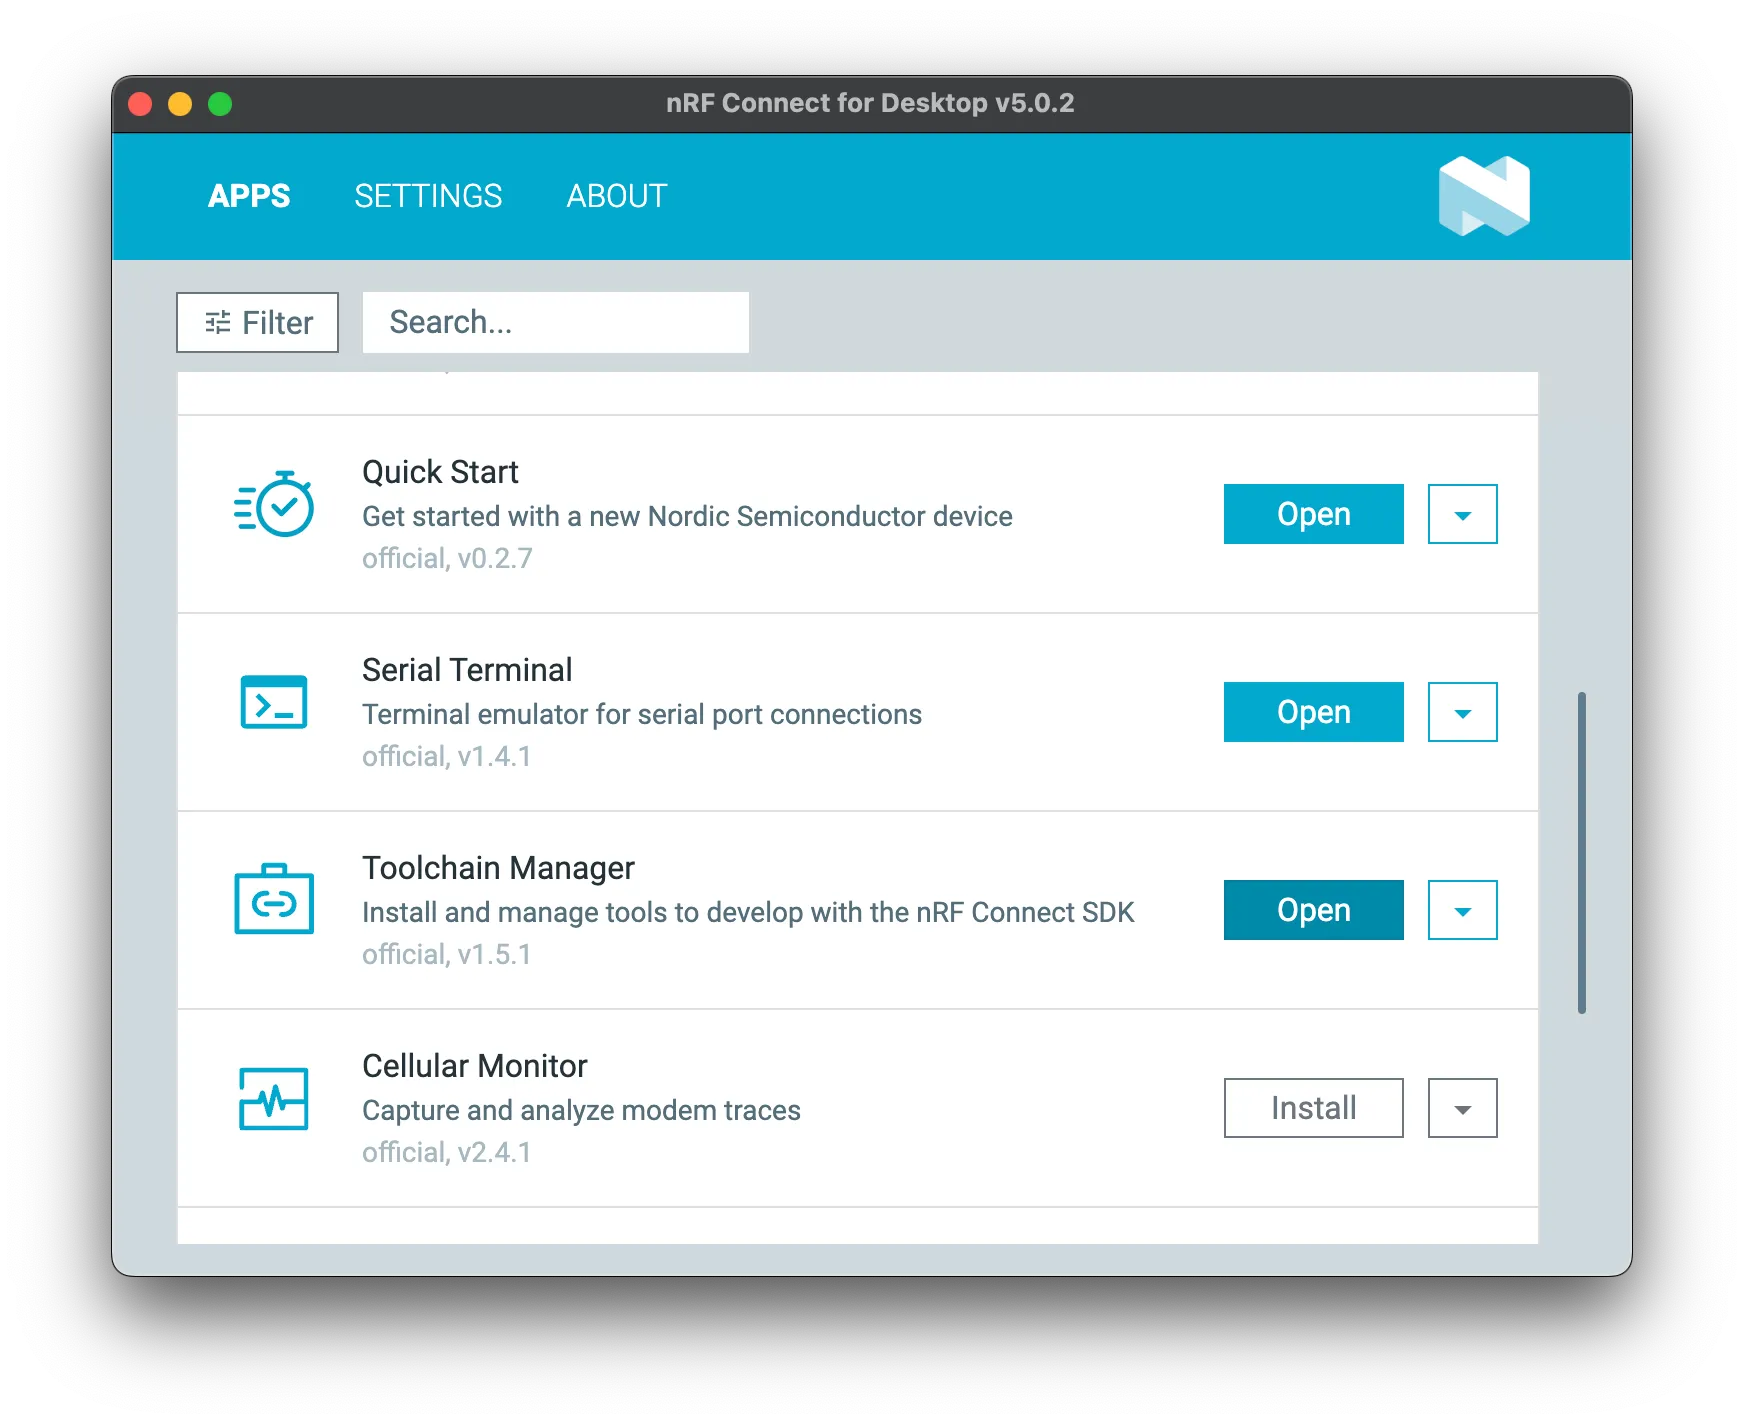 nRF Connect for Desktop v5.0.2
APPS SETTINGS ABOUT
Filter Search...
Quick Start
Get started with a new Nordic Semiconductor device
official, v0.2.7
Open
Serial Terminal
Terminal emulator for serial port connections
official, v1.4.1
Open
Toolchain Manager
Install and manage tools to develop with the nRF Connect SDK
official, v1.5.1
Open
Cellular Monitor
Capture and analyze modem traces
official, v2.4.1
Install